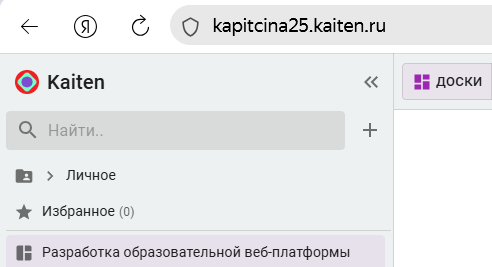 kapitcina25.kaiten.ru
Kaiten
доски
Найти..
Личное
Избранное (0)
Разработка образовательной веб-платформы